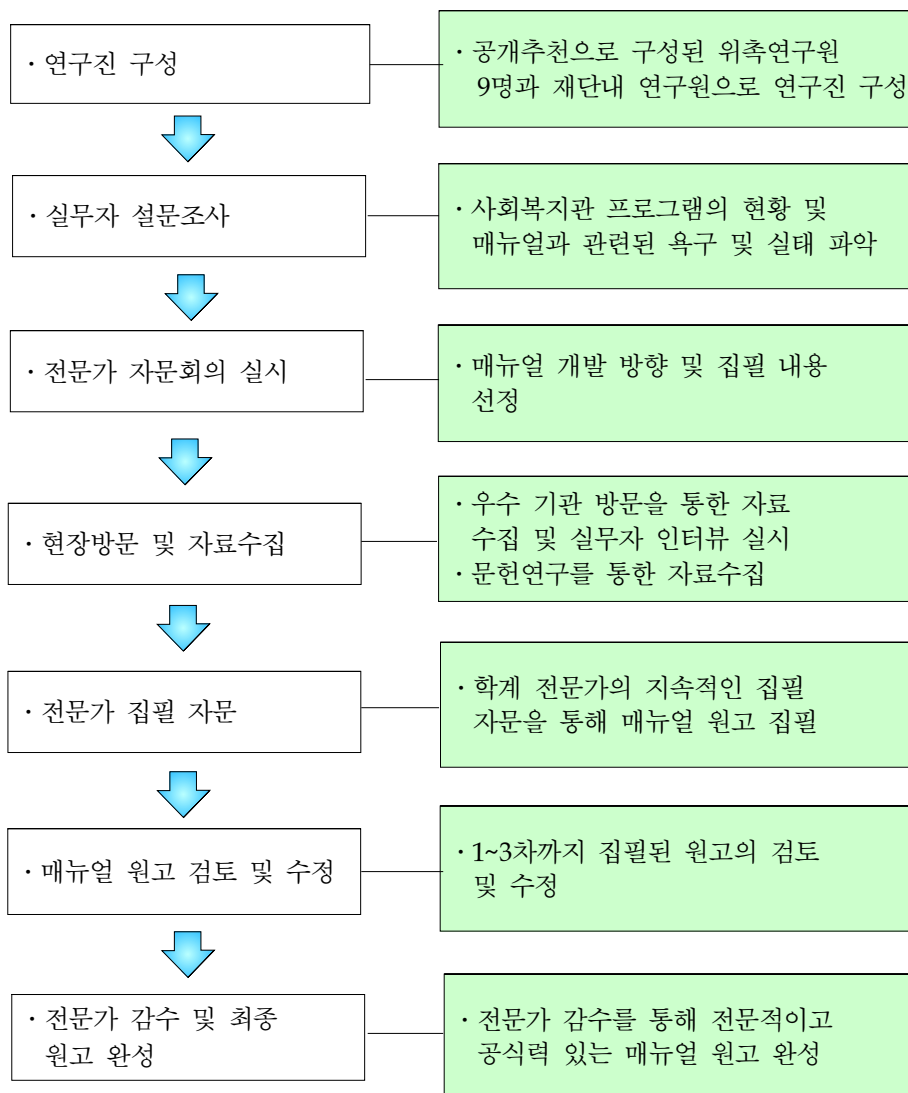 · 연구진 구성
· 공개추천으로 구성된 위촉연구원
9명과 재단내 연구원으로 연구진 구성
· 실무자 설문조사
· 사회복지관 프로그램의 현황 및
매뉴얼과 관련된 욕구 및 실태 파악
· 전문가 자문회의 실시
· 매뉴얼 개발 방향 및 집필 내용
선정
· 현장방문 및 자료수집
· 우수 기관 방문을 통한 자료
수집 및 실무자 인터뷰 실시
· 문헌연구를 통한 자료수집
· 전문가 집필 자문
· 학계 전문가의 지속적인 집필
자문을 통해 매뉴얼 원고 집필
· 매뉴얼 원고 검토 및 수정
· 1~3차까지 집필된 원고의 검토
및 수정
· 전문가 감수 및 최종
원고 완성
· 전문가 감수를 통해 전문적이고
공식력 있는 매뉴얼 원고 완성